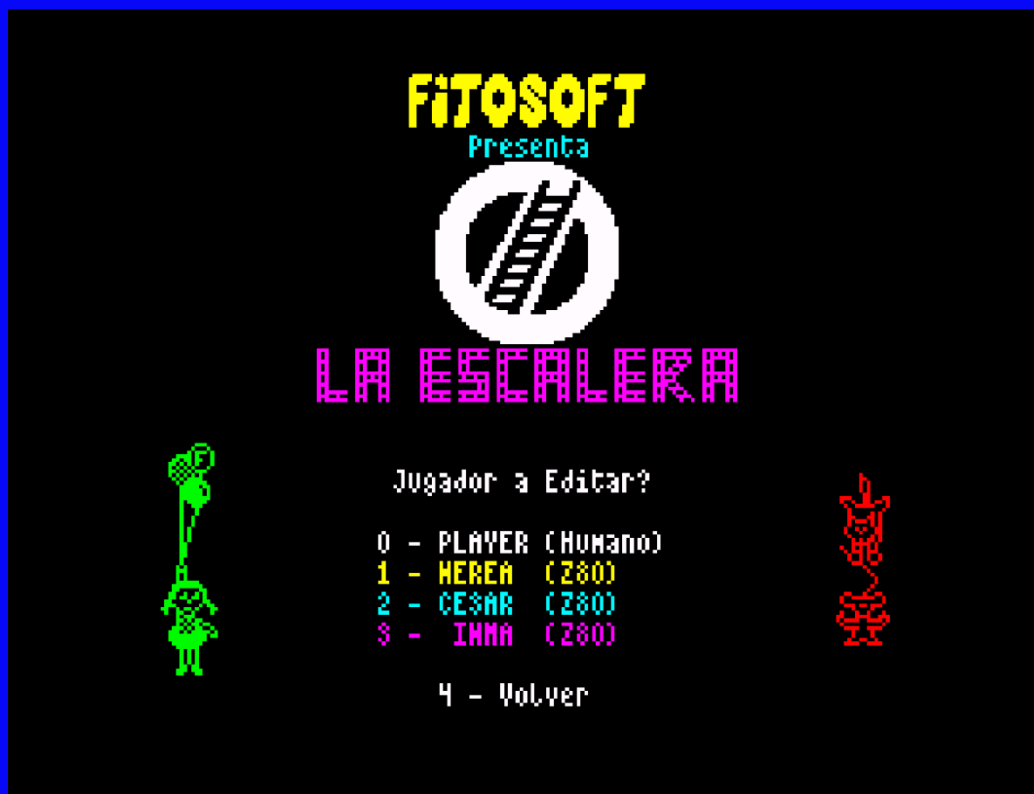 FiTOSOFT
Presenta
LA ESCALERA
F
Jugador a Editar?
0 - PLAYER (Humano)
1 - NEREA (Z80)
2 - CESAR (Z80)
3 - INMA (Z80)
4 - Volver